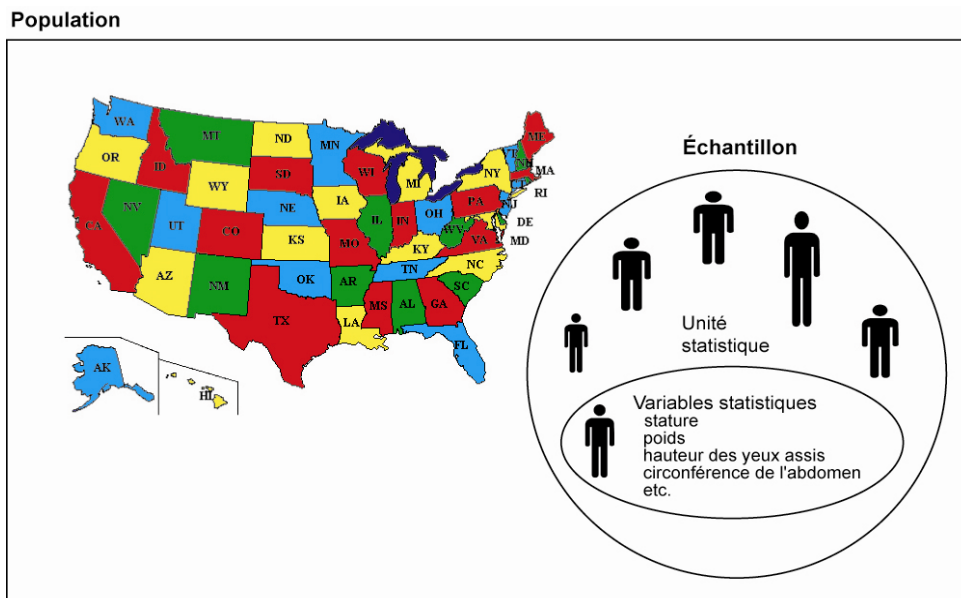 Population
WA
MT
ND
MN
ME
OR
ID
WY
SD
WI
MI
NY
NH
MA
RI
NV
UT
CO
NE
IA
IL
IN
OH
PA
NJ
DE
MD
CA
KS
MO
KY
WV
VA
AZ
NM
OK
AR
TN
NC
TX
LA
MS
AL
GA
SC
FL
AK
HI
Échantillon
Unité
statistique
Variables statistiques
stature
poids
hauteur des yeux assis
circonférence de l'abdomen
etc.